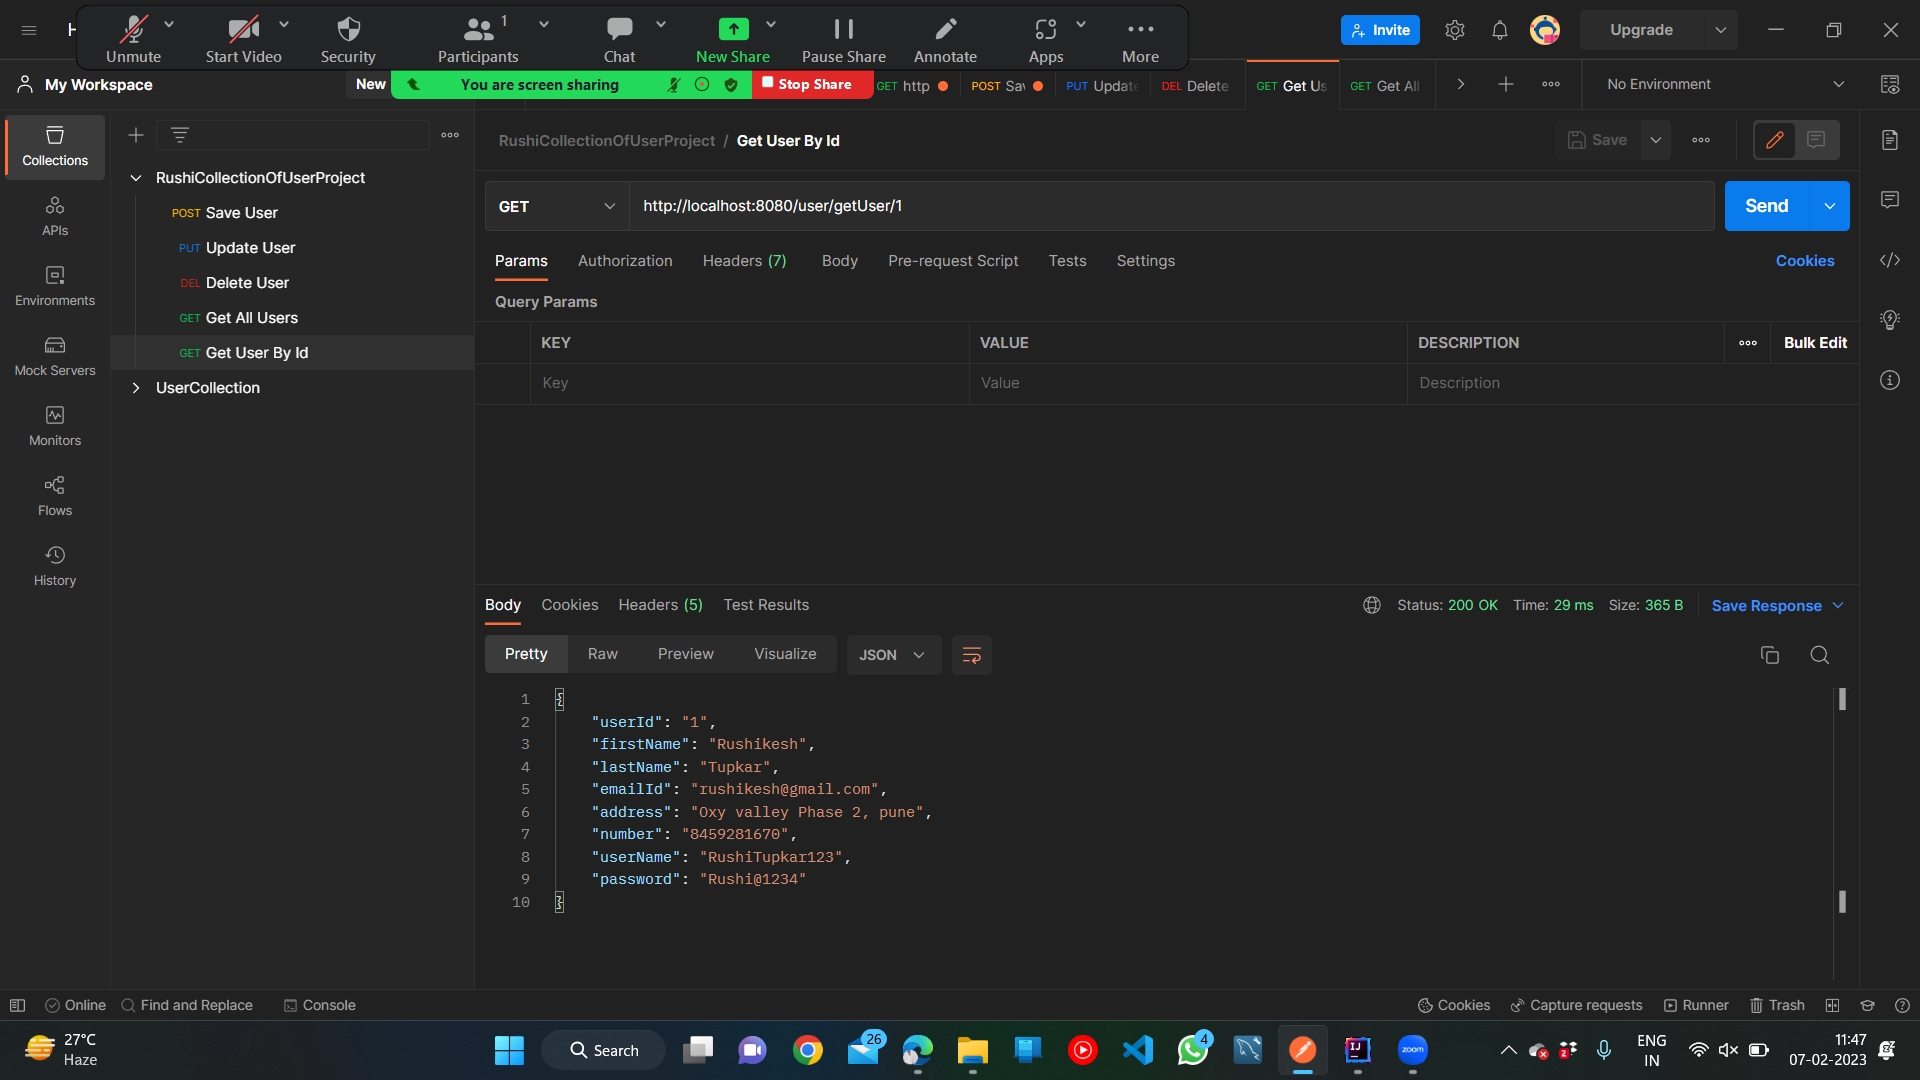 Unmute
Start Video
Security
1
Participants
Chat
New Share
Pause Share
Annotate
Apps
More
Invite
Upgrade
My Workspace
New
You are screen sharing
Stop Share
GET http
POST Sav
PUT Update
DEL Delete
GET Get Us
GET Get All
No Environment
Collections
APIs
Environments
Mock Servers
Monitors
Flows
History
RushiCollectionOfUserProject
POST Save User
PUT Update User
DEL Delete User
GET Get All Users
GET Get User By Id
UserCollection
RushiCollectionOfUserProject / Get User By Id
Save
GET
http://localhost:8080/user/getUser/1
Send
Params
Authorization
Headers (7)
Body
Pre-request Script
Tests
Settings
Cookies
Query Params
KEY
VALUE
DESCRIPTION
Bulk Edit
Key
Value
Description
Body
Cookies
Headers (5)
Test Results
Status: 200 OK
Time: 29 ms
Size: 365 B
Save Response
Pretty
Raw
Preview
Visualize
JSON
1 {
2 "userId": "1",
3 "firstName": "Rushikesh",
4 "lastName": "Tupkar",
5 "emailId": "rushikesh@gmail.com",
6 "address": "Oxy valley Phase 2, pune",
7 "number": "8459281670",
8 "userName": "RushiTupkar123",
9 "password": "Rushi@1234"
10 }
Online
Find and Replace
Console
Cookies
Capture requests
Runner
Trash
27°C
Haze
Search
26
4
zoom
2
ENG
IN
11:47
07-02-2023